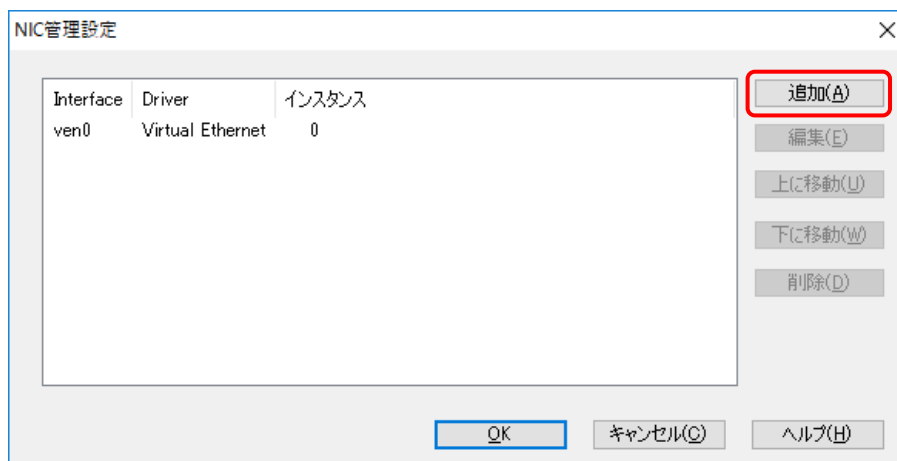 NIC管理設定
Interface Driver インスタンス
ven0 Virtual Ethernet 0
追加(A)
編集(E)
上に移動(U)
下に移動(W)
削除(D)
OK キャンセル(C) ヘルプ(H)